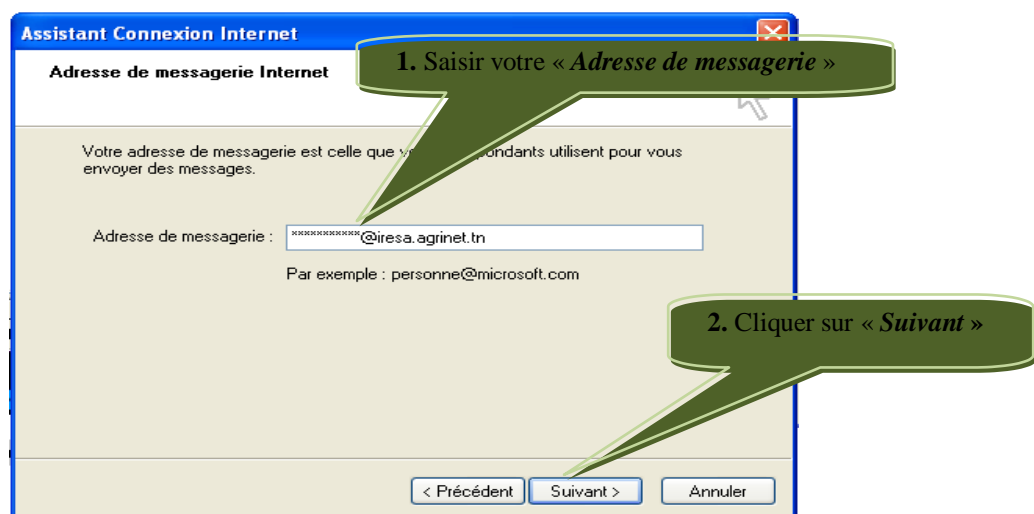 Assistant Connexion Internet
Adresse de messagerie Internet
1. Saisir votre « Adresse de messagerie »
Votre adresse de messagerie est celle que v pondants utilisent pour vous
envoyer des messages.
Adresse de messagerie : ***********@iresa.agrinet.tn
Par exemple : personne@microsoft.com
2. Cliquer sur « Suivant »
< Précédent Suivant > Annuler